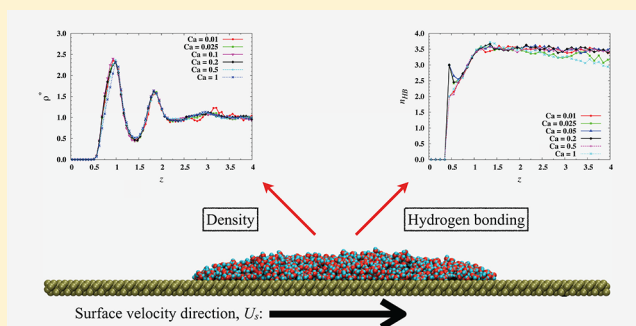 3.0
2.5
2.0
1.5
1.0
0.5
0.0
ρ*
Ca = 0.01
Ca = 0.025
Ca = 0.1
Ca = 0.2
Ca = 0.5
Ca = 1
0.0 0.5 1 1.5 2 2.5 3 3.5 4
z
4.0
3.5
3.0
2.5
2.0
1.5
1.0
0.5
0.0
nHB
Ca = 0.01
Ca = 0.025
Ca = 0.05
Ca = 0.2
Ca = 0.5
Ca = 1
0.0 0.5 1 1.5 2 2.5 3 3.5 4
z
Density
Hydrogen bonding
Surface velocity direction, Us: